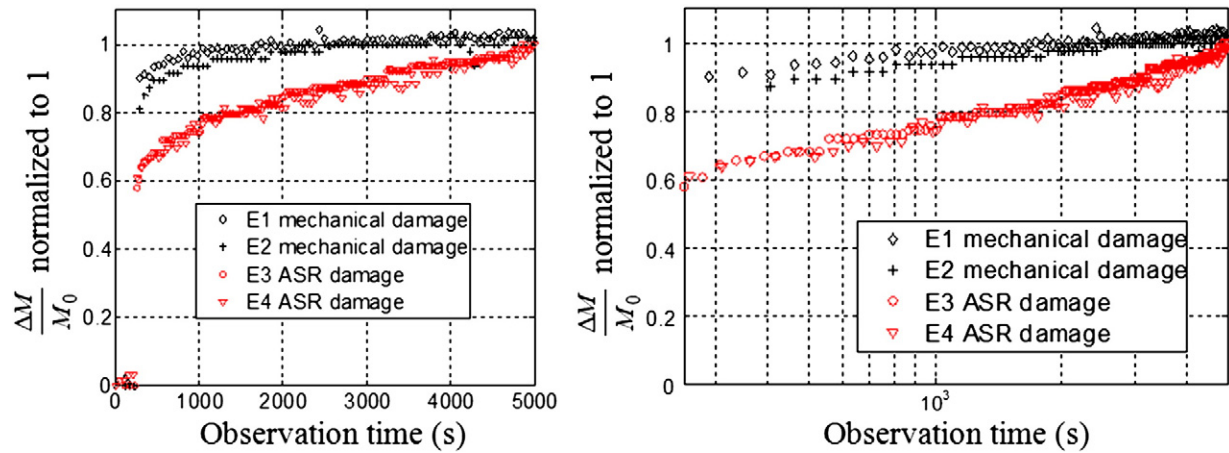 ΔM/M₀ normalized to 1
1
0.8
0.6
0.4
0.2
0
0 1000 2000 3000 4000 5000
Observation time (s)
E1 mechanical damage
E2 mechanical damage
E3 ASR damage
E4 ASR damage
ΔM/M₀ normalized to 1
1
0.8
0.6
0.4
0.2
0
10³
Observation time (s)
E1 mechanical damage
E2 mechanical damage
E3 ASR damage
E4 ASR damage